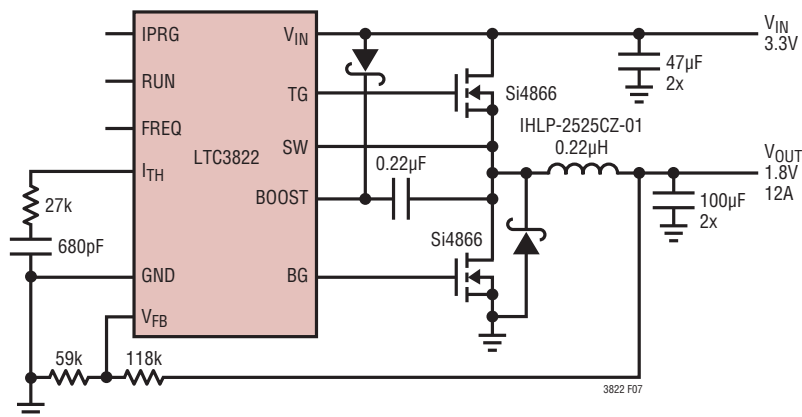 IPRG
RUN
FREQ
ITH
GND
VFB
LTC3822
VIN
TG
SW
BOOST
BG
27k
680pF
59k
118k
0.22µF
Si4866
Si4866
IHLP-2525CZ-01
0.22µH
47µF
2x
100µF
2x
VIN
3.3V
VOUT
1.8V
12A
3822 F07